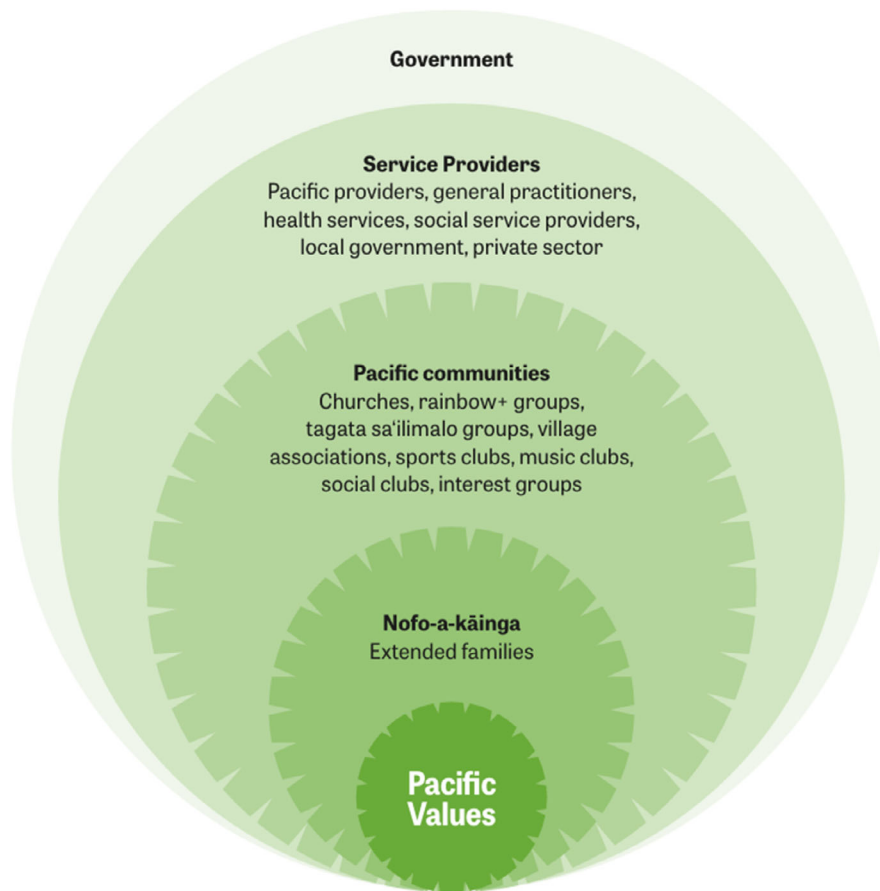 Government
Service Providers
Pacific providers, general practitioners,
health services, social service providers,
local government, private sector
Pacific communities
Churches, rainbow+ groups,
tagata sa‘ilimalo groups, village
associations, sports clubs, music clubs,
social clubs, interest groups
Nofo-a-kāinga
Extended families
Pacific
Values